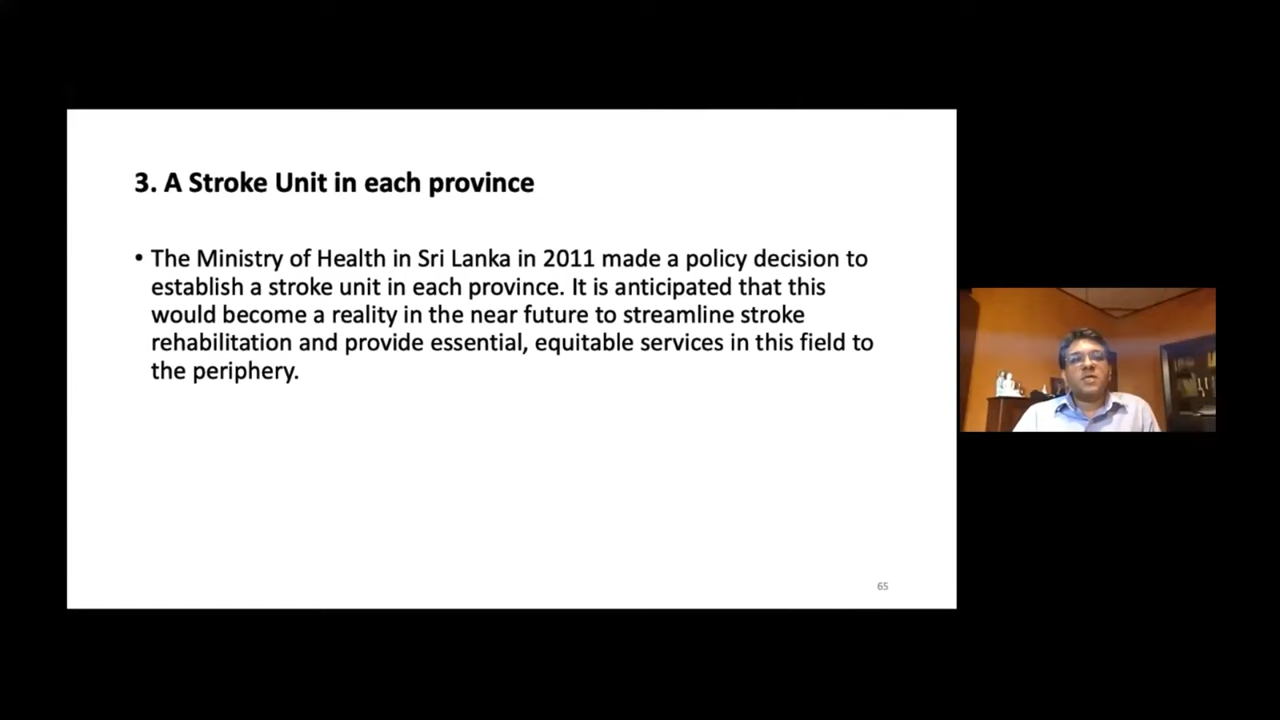 3. A Stroke Unit in each province
• The Ministry of Health in Sri Lanka in 2011 made a policy decision to
establish a stroke unit in each province. It is anticipated that this
would become a reality in the near future to streamline stroke
rehabilitation and provide essential, equitable services in this field to
the periphery.
65